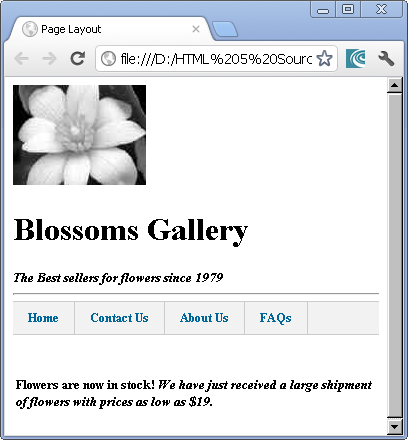 Page Layout
file:///D:/HTML%205%20Sourc
Blossoms Gallery
The Best sellers for flowers since 1979
Home Contact Us About Us FAQs
Flowers are now in stock! We have just received a large shipment
of flowers with prices as low as $19.